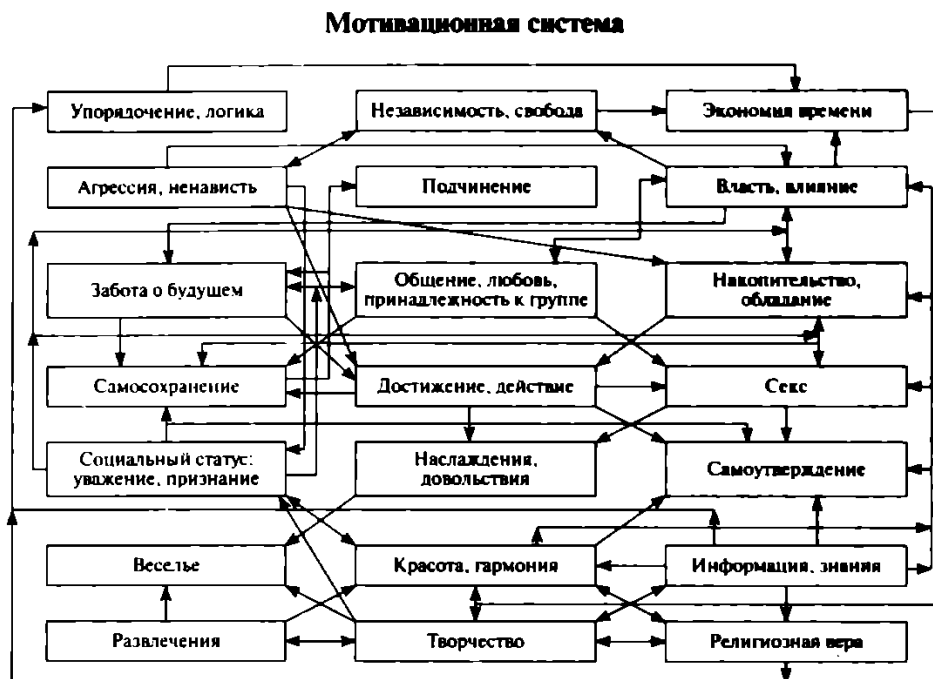 Мотивационная система
Упорядочение, логика
Независимость, свобода
Экономия времени
Агрессия, ненависть
Подчинение
Власть, влияние
Забота о будущем
Общение, любовь,
принадлежность к группе
Накопительство,
обладание
Самосохранение
Достижение, действие
Секс
Социальный статус:
уважение, признание
Наслаждения,
довольствия
Самоутверждение
Веселье
Красота, гармония
Информация, знания
Развлечения
Творчество
Религиозная вера